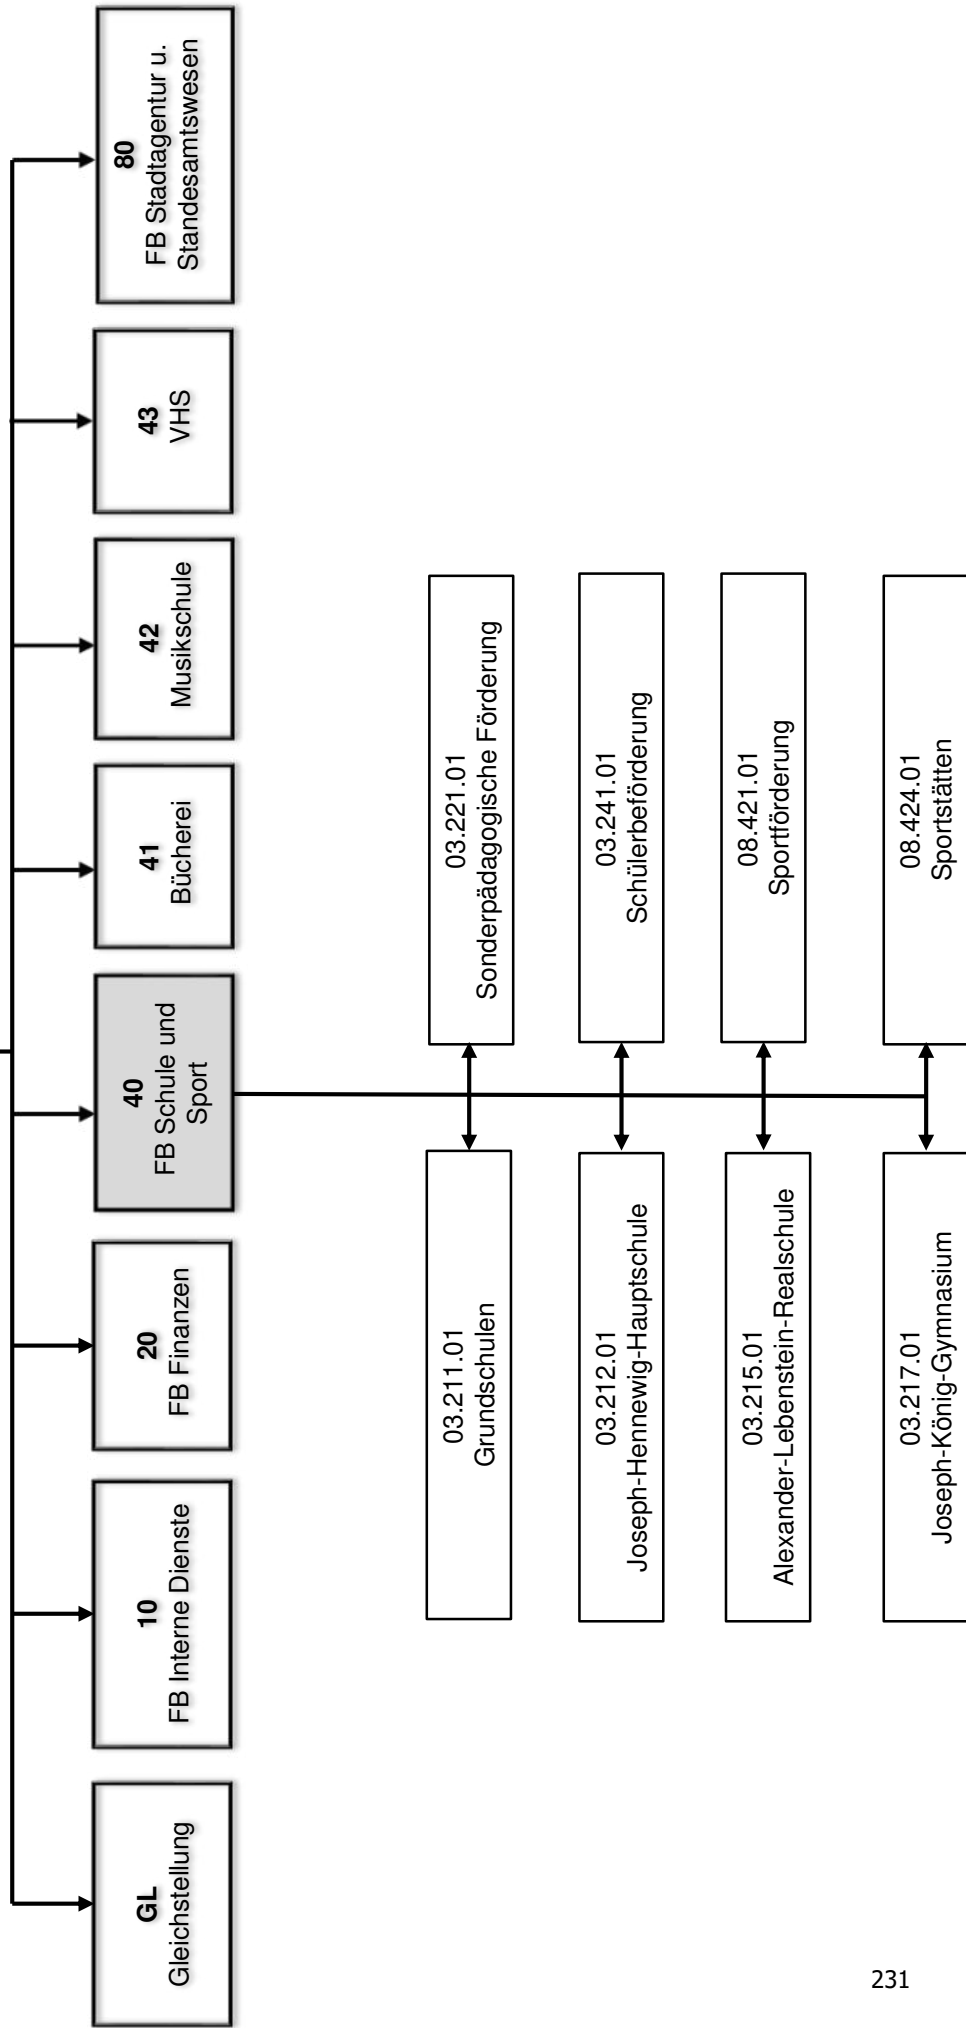 GL
Gleichstellung
10
FB Interne Dienste
20
FB Finanzen
40
FB Schule und
Sport
41
Bücherei
42
Musikschule
43
VHS
80
FB Stadtagentur u.
Standesamtswesen
03.211.01
Grundschulen
03.221.01
Sonderpädagogische Förderung
03.212.01
Joseph-Hennewig-Hauptschule
03.241.01
Schülerbeförderung
03.215.01
Alexander-Lebenstein-Realschule
08.421.01
Sportförderung
03.217.01
Joseph-König-Gymnasium
08.424.01
Sportstätten
231